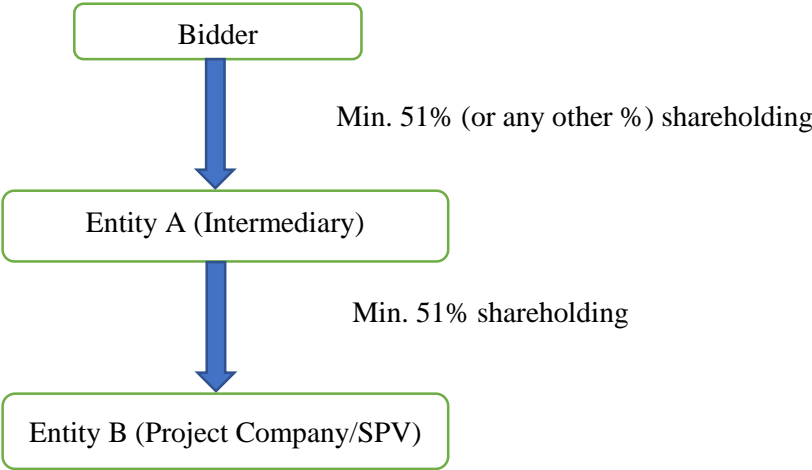 Bidder
Min. 51% (or any other %) shareholding
Entity A (Intermediary)
Min. 51% shareholding
Entity B (Project Company/SPV)